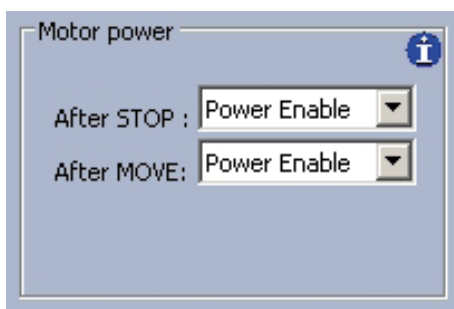 Motor power
i
After STOP : Power Enable
After MOVE: Power Enable